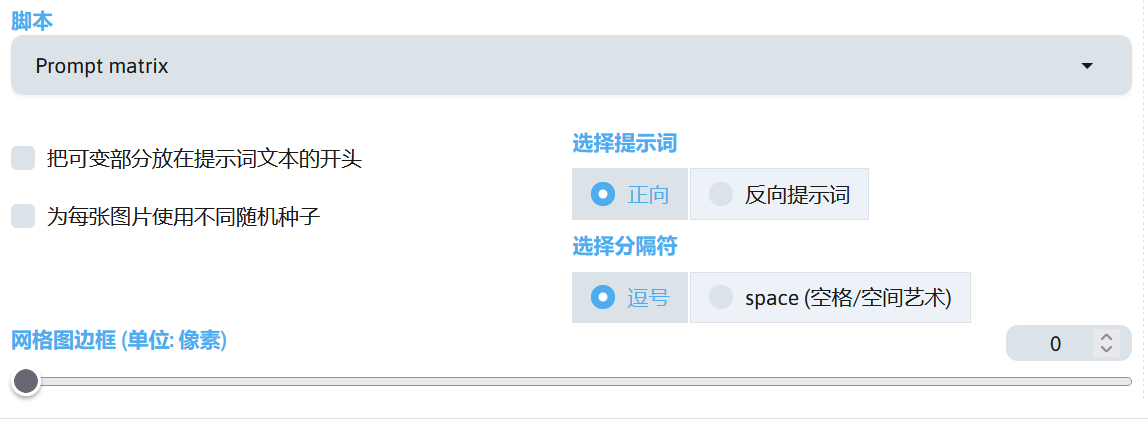 脚本
Prompt matrix
把可变部分放在提示词文本的开头
为每张图片使用不同随机种子
选择提示词
正向
反向提示词
选择分隔符
逗号
space (空格/空间艺术)
网格图边框 (单位: 像素)
0